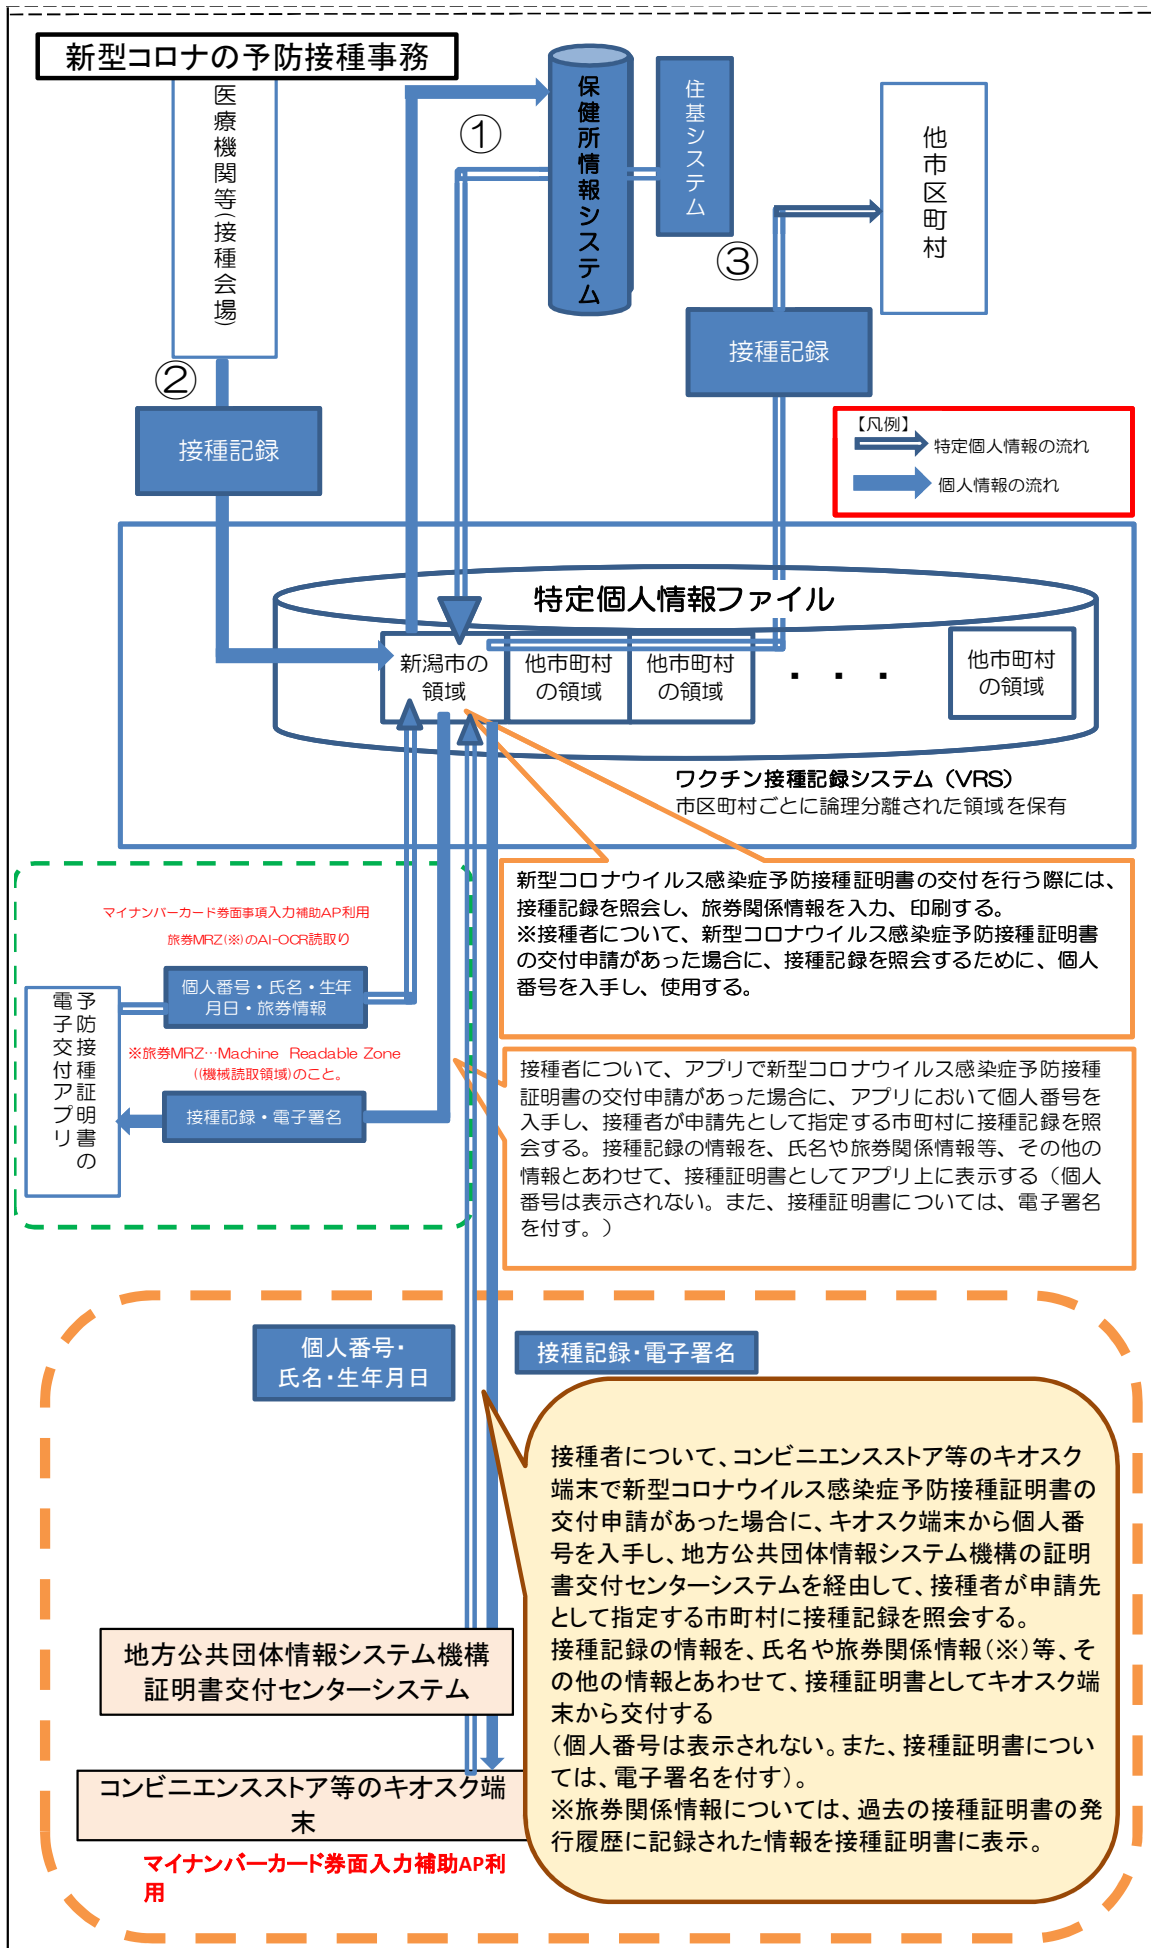 新型コロナの予防接種事務
医療機関等(接種会場)
①
保健所情報システム
住基システム
他市区町村
③
②
接種記録
接種記録
【凡例】
特定個人情報の流れ
個人情報の流れ
特定個人情報ファイル
新潟市の
領域
他市町村
の領域
他市町村
の領域
・・・
他市町村
の領域
ワクチン接種記録システム（VRS）
市区町村ごとに論理分離された領域を保有
新型コロナウイルス感染症予防接種証明書の交付を行う際には、
接種記録を照会し、旅券関係情報を入力、印刷する。
※接種者について、新型コロナウイルス感染症予防接種証明書
の交付申請があった場合に、接種記録を照会するために、個人
番号を入手し、使用する。
マイナンバーカード券面事項入力補助AP利用
旅券MRZ(※)のAI-OCR読取り
個人番号・氏名・生年
月日・旅券情報
予防接種証明書の
電子交付アプリ
※旅券MRZ…Machine Readable Zone
((機械読取領域)のこと。
接種記録・電子署名
接種者について、アプリで新型コロナウイルス感染症予防接種
証明書の交付申請があった場合に、アプリにおいて個人番号を
入手し、接種者が申請先として指定する市町村に接種記録を照
会する。接種記録の情報を、氏名や旅券関係情報等、その他の
情報とあわせて、接種証明書としてアプリ上に表示する（個人
番号は表示されない。また、接種証明書については、電子署名
を付す。）
個人番号・
氏名・生年月日
接種記録・電子署名
接種者について、コンビニエンスストア等のキオスク
端末で新型コロナウイルス感染症予防接種証明書の
交付申請があった場合に、キオスク端末から個人番
号を入手し、地方公共団体情報システム機構の証明
書交付センターシステムを経由して、接種者が申請先
として指定する市町村に接種記録を照会する。
接種記録の情報を、氏名や旅券関係情報(※)等、そ
の他の情報とあわせて、接種証明書としてキオスク端
末から交付する
(個人番号は表示されない。また、接種証明書につい
ては、電子署名を付す)。
※旅券関係情報については、過去の接種証明書の発
行履歴に記録された情報を接種証明書に表示。
地方公共団体情報システム機構
証明書交付センターシステム
コンビニエンスストア等のキオスク端
末
マイナンバーカード券面入力補助AP利
用